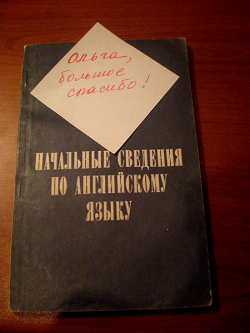 Ольга,
большое
спасибо!
НАЧАЛЬНЫЕ СВЕДЕНИЯ
ПО АНГЛИЙСКОМУ
ЯЗЫКУ